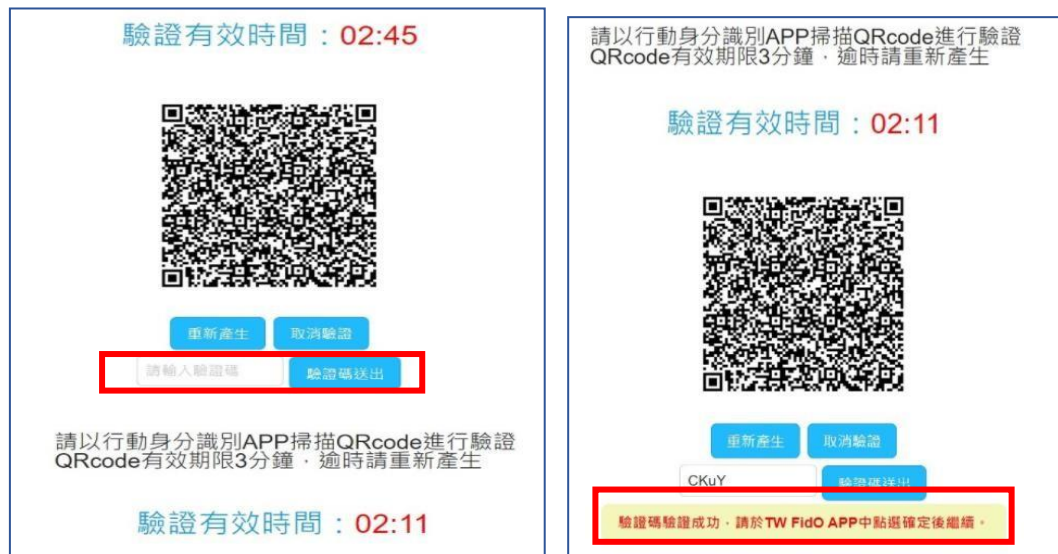 驗證有效時間：02:45
重新產生
取消驗證
請輸入驗證碼
驗證碼送出
請以行動身分識別APP掃描QRcode進行驗證
QRcode有效期限3分鐘，逾時請重新產生
驗證有效時間：02:11
請以行動身分識別APP掃描QRcode進行驗證
QRcode有效期限3分鐘，逾時請重新產生
驗證有效時間：02:11
重新產生
取消驗證
CKuY
驗證碼送出
驗證碼驗證成功，請於TW FidO APP中點選確定後繼續。